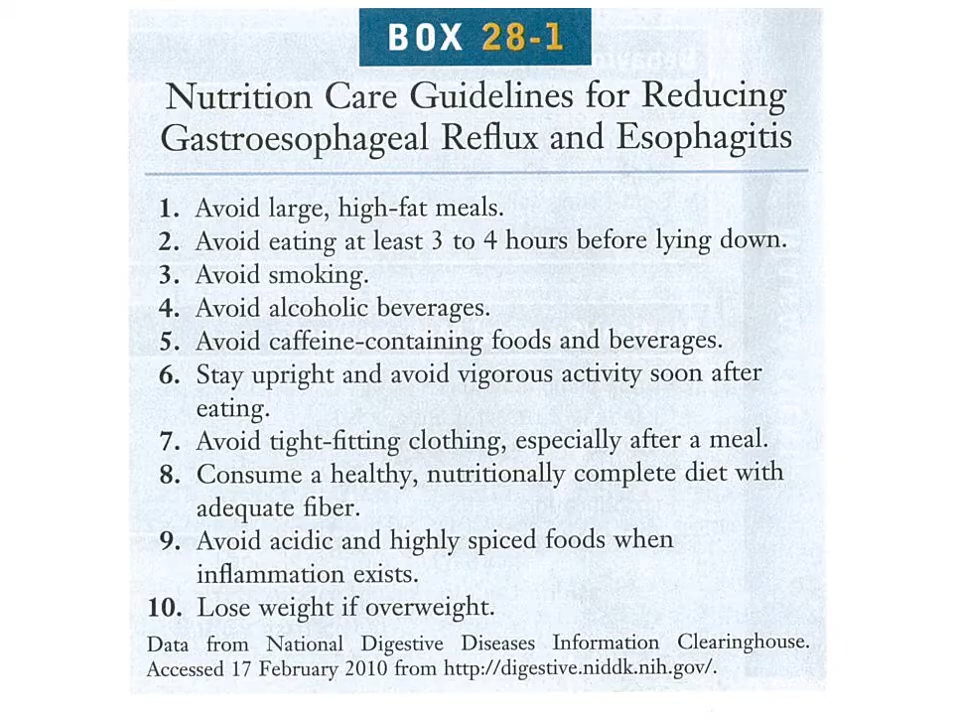 BOX 28-1
Nutrition Care Guidelines for Reducing
Gastroesophageal Reflux and Esophagitis
1. Avoid large, high-fat meals.
2. Avoid eating at least 3 to 4 hours before lying down.
3. Avoid smoking.
4. Avoid alcoholic beverages.
5. Avoid caffeine-containing foods and beverages.
6. Stay upright and avoid vigorous activity soon after
eating.
7. Avoid tight-fitting clothing, especially after a meal.
8. Consume a healthy, nutritionally complete diet with
adequate fiber.
9. Avoid acidic and highly spiced foods when
inflammation exists.
10. Lose weight if overweight.
Data from National Digestive Diseases Information Clearinghouse.
Accessed 17 February 2010 from http://digestive.niddk.nih.gov/.